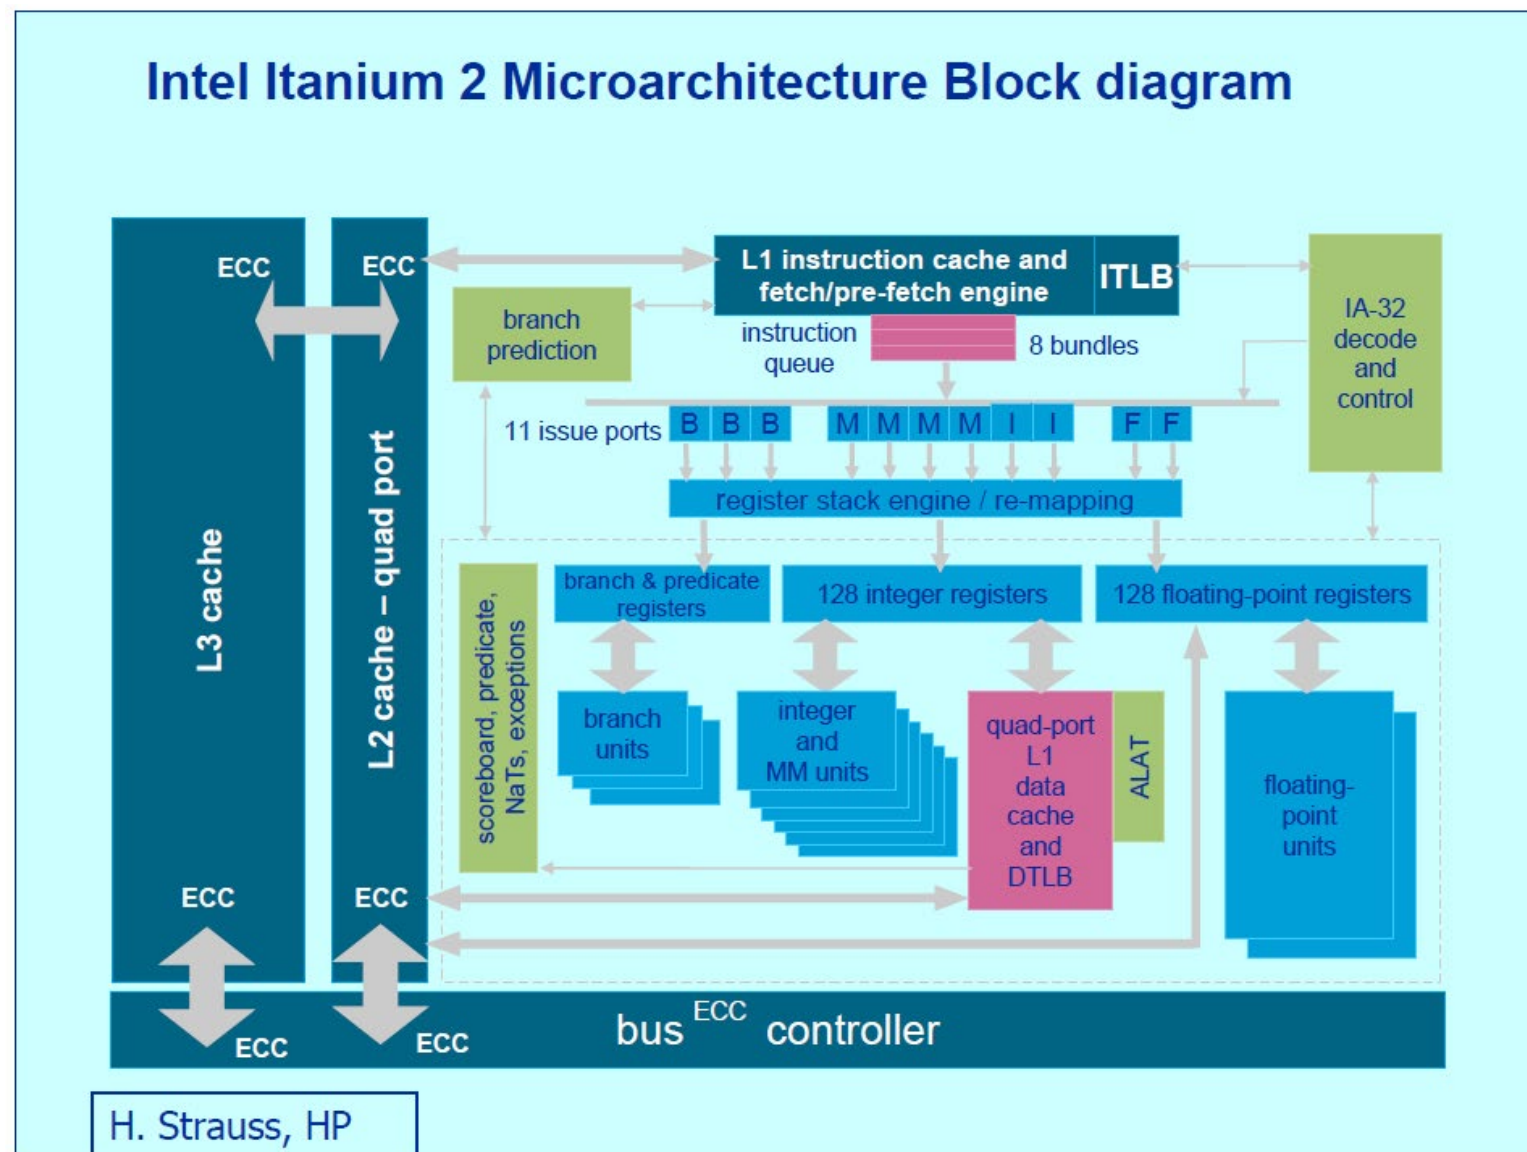 Intel Itanium 2 Microarchitecture Block diagram
ECC
ECC
L1 instruction cache and
fetch/pre-fetch engine
ITLB
IA-32
decode
and
control
branch
prediction
instruction
queue
8 bundles
11 issue ports
B B B M M M M I I F F
register stack engine / re-mapping
L3 cache
L2 cache – quad port
scoreboard, predicate,
NaTs, exceptions
branch & predicate
registers
128 integer registers
128 floating-point registers
branch
units
integer
and
MM units
quad-port
L1
data
cache
and
DTLB
ALAT
floating-
point
units
ECC
ECC
ECC
ECC
bus ECC controller
H. Strauss, HP